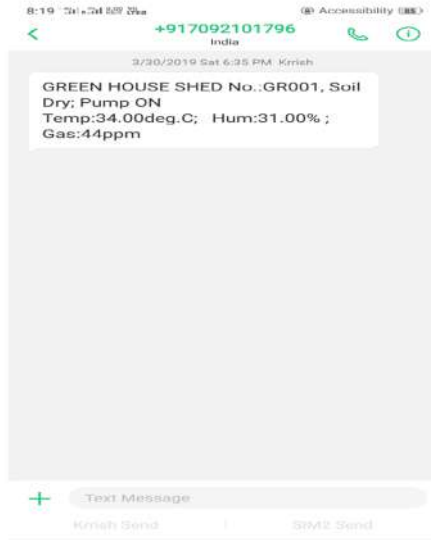 8:19
Accessibility
+917092101796
India
3/30/2019 Sat 6:35 PM Krrish
GREEN HOUSE SHED No.:GR001, Soil
Dry; Pump ON
Temp:34.00deg.C; Hum:31.00% ;
Gas:44ppm
Text Message
Krrish Send
SIM2 Send